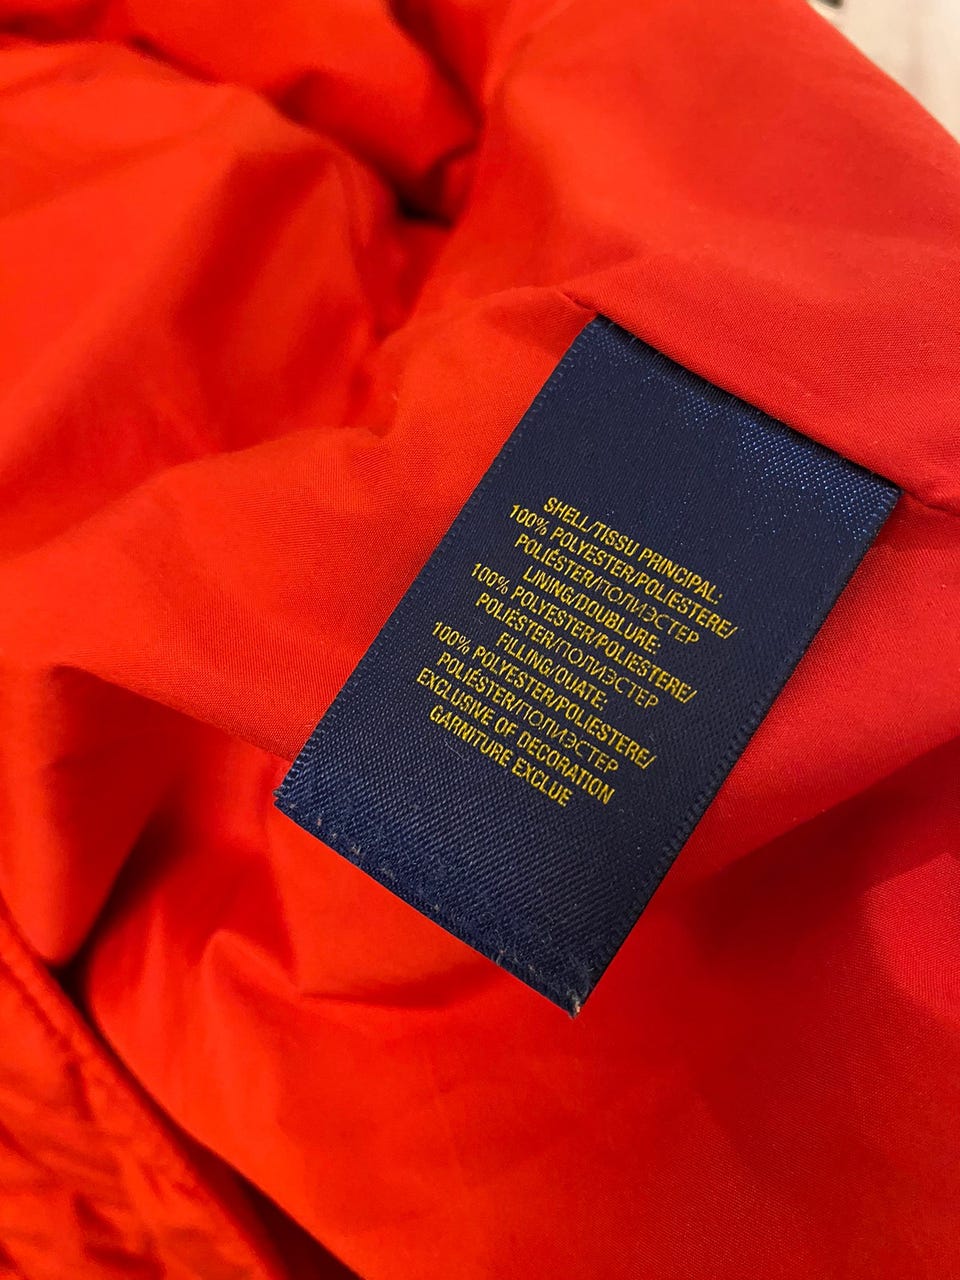 SHELL/TISSU PRINCIPAL:
100% POLYESTER/POLIESTERE/
POLIÉSTER/ПОЛИЭСТЕР
LINING/DOUBLURE:
100% POLYESTER/POLIESTERE/
POLIÉSTER/ПОЛИЭСТЕР
FILLING/OUATE:
100% POLYESTER/POLIESTERE/
POLIÉSTER/ПОЛИЭСТЕР
EXCLUSIVE OF DECORATION
GARNITURE EXCLUE